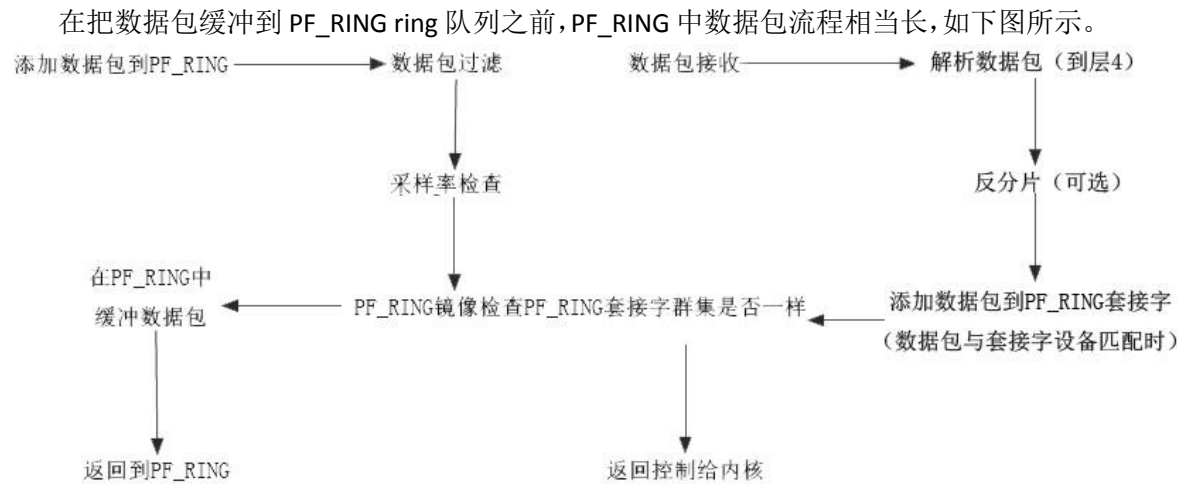 在把数据包缓冲到 PF_RING ring 队列之前，PF_RING 中数据包流程相当长，如下图所示。
添加数据包到PF_RING
数据包过滤
数据包接收
解析数据包（到层4）
采样率检查
反分片（可选）
在PF_RING中
缓冲数据包
PF_RING镜像检查PF_RING套接字群集是否一样
添加数据包到PF_RING套接字
（数据包与套接字设备匹配时）
返回到PF_RING
返回控制给内核